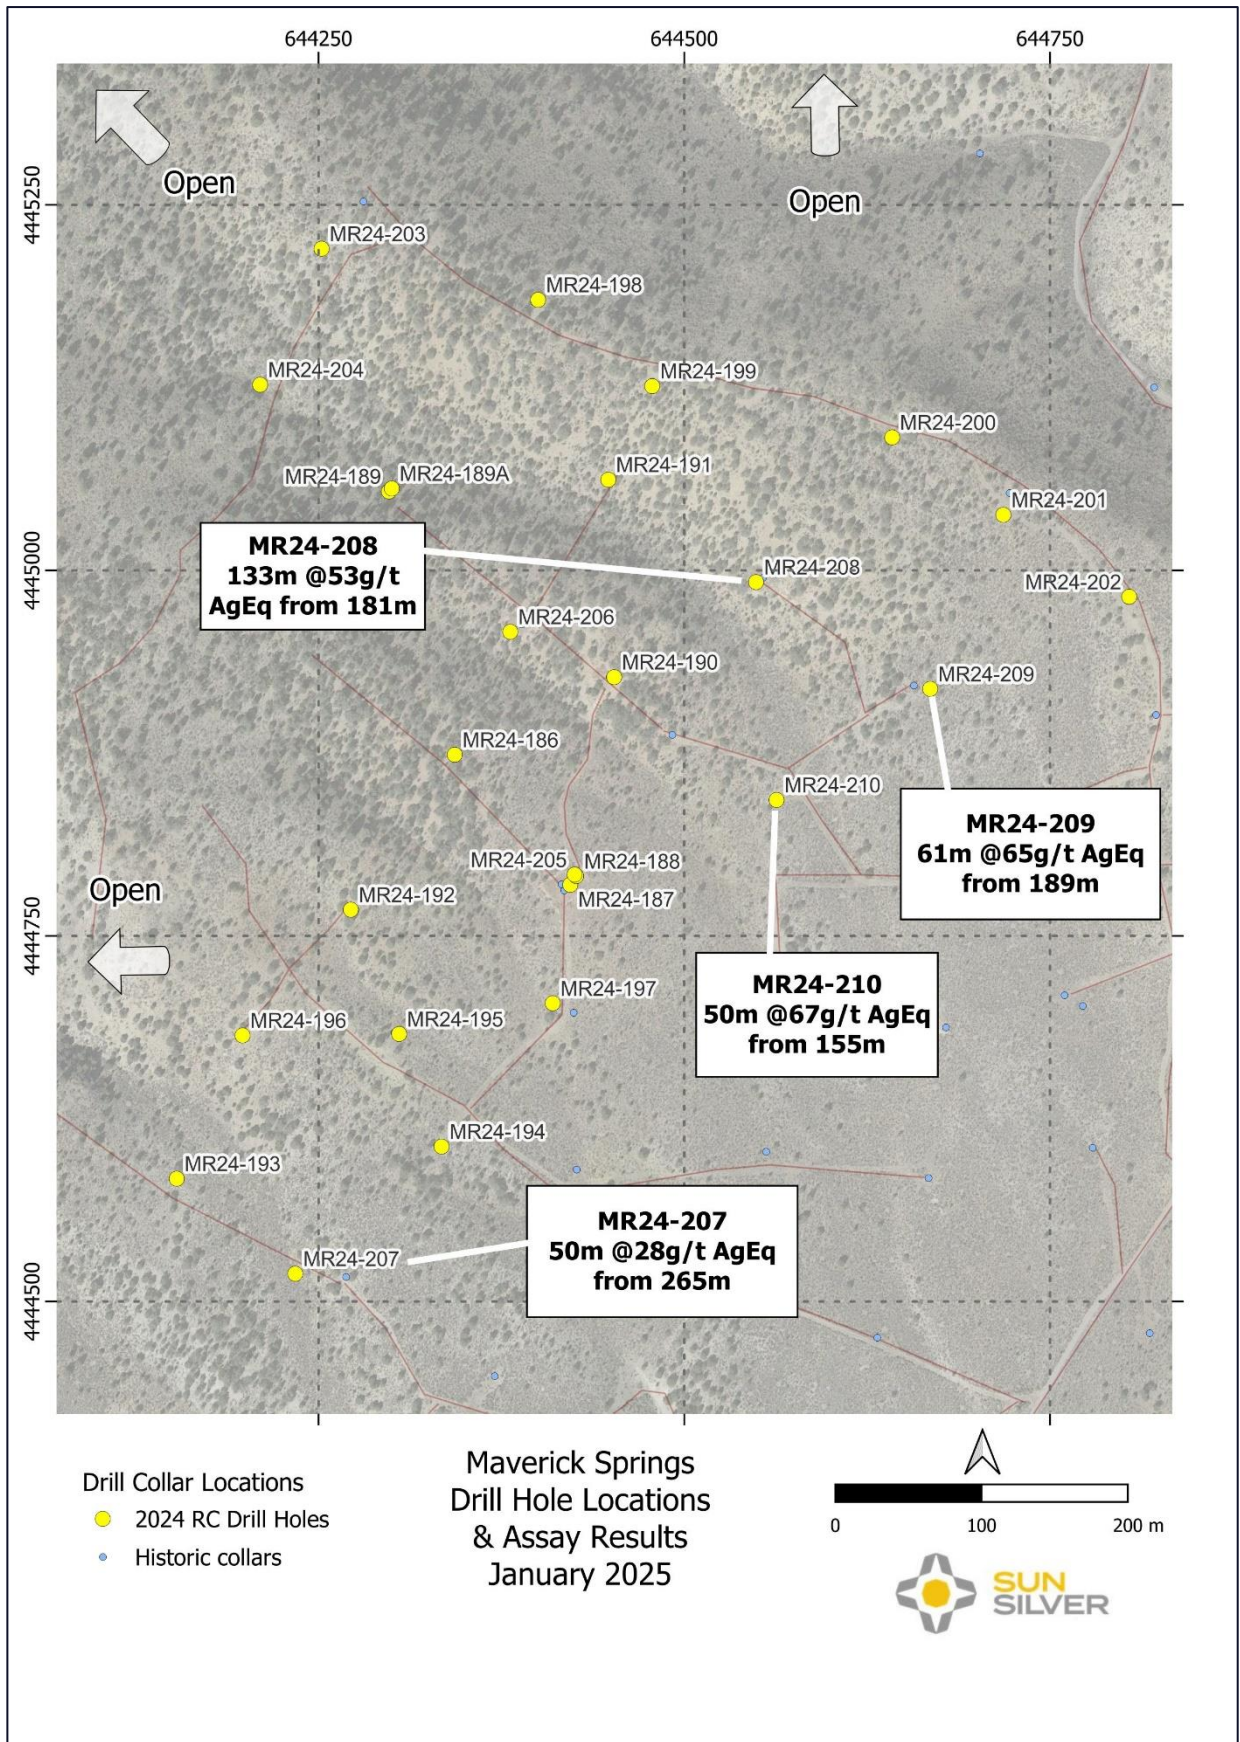 644250
644500
644750
4445250
4445000
4444750
4444500
Open
Open
MR24-203
MR24-198
MR24-204
MR24-199
MR24-200
MR24-191
MR24-189
MR24-189A
MR24-201
MR24-208
133m @53g/t
AgEq from 181m
MR24-208
MR24-202
MR24-206
MR24-190
MR24-209
MR24-186
MR24-210
MR24-209
61m @65g/t AgEq
from 189m
MR24-205
MR24-188
MR24-187
Open
MR24-192
MR24-210
50m @67g/t AgEq
from 155m
MR24-197
MR24-196
MR24-195
MR24-194
MR24-193
MR24-207
50m @28g/t AgEq
from 265m
MR24-207
Drill Collar Locations
2024 RC Drill Holes
Historic collars
Maverick Springs
Drill Hole Locations
& Assay Results
January 2025
0
100
200 m
SUN
SILVER